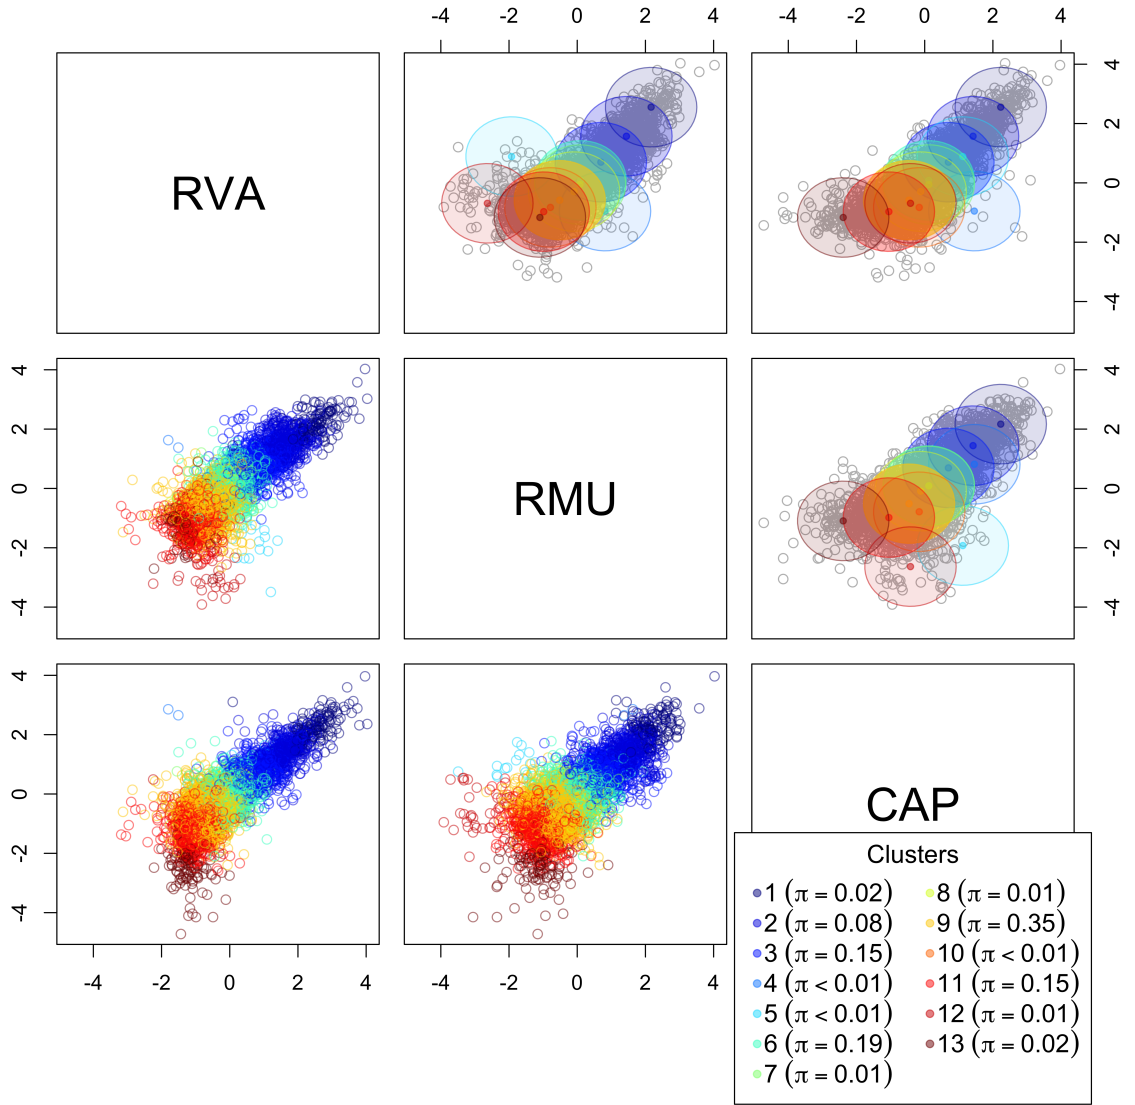 -4 -2 0 2 4 -4 -2 0 2 4
RVA
-4 -2 0 2 4
-4 -2 0 2 4
RMU
-4 -2 0 2 4
-4 -2 0 2 4
CAP
-4 -2 0 2 4 -4 -2 0 2 4
Clusters
1 (π = 0.02)
2 (π = 0.08)
3 (π = 0.15)
4 (π < 0.01)
5 (π < 0.01)
6 (π = 0.19)
7 (π = 0.01)
8 (π = 0.01)
9 (π = 0.35)
10 (π < 0.01)
11 (π = 0.15)
12 (π = 0.01)
13 (π = 0.02)